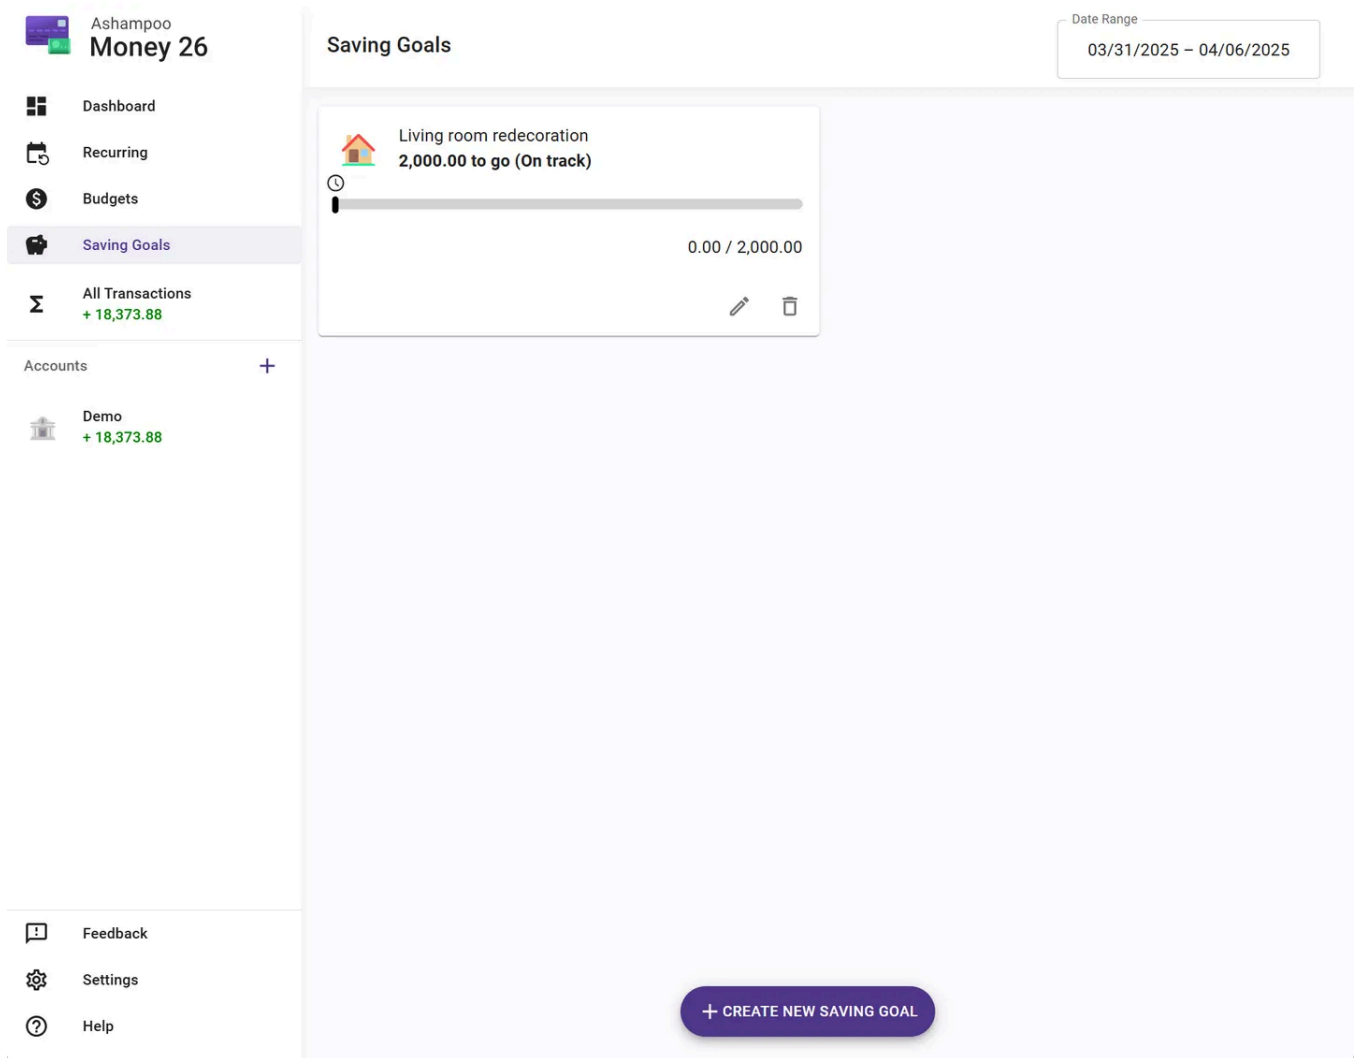 Ashampoo
Money 26
Dashboard
Recurring
Budgets
Saving Goals
All Transactions
+ 18,373.88
Accounts
Demo
+ 18,373.88
Feedback
Settings
Help
Saving Goals
Date Range
03/31/2025 – 04/06/2025
Living room redecoration
2,000.00 to go (On track)
0.00 / 2,000.00
CREATE NEW SAVING GOAL